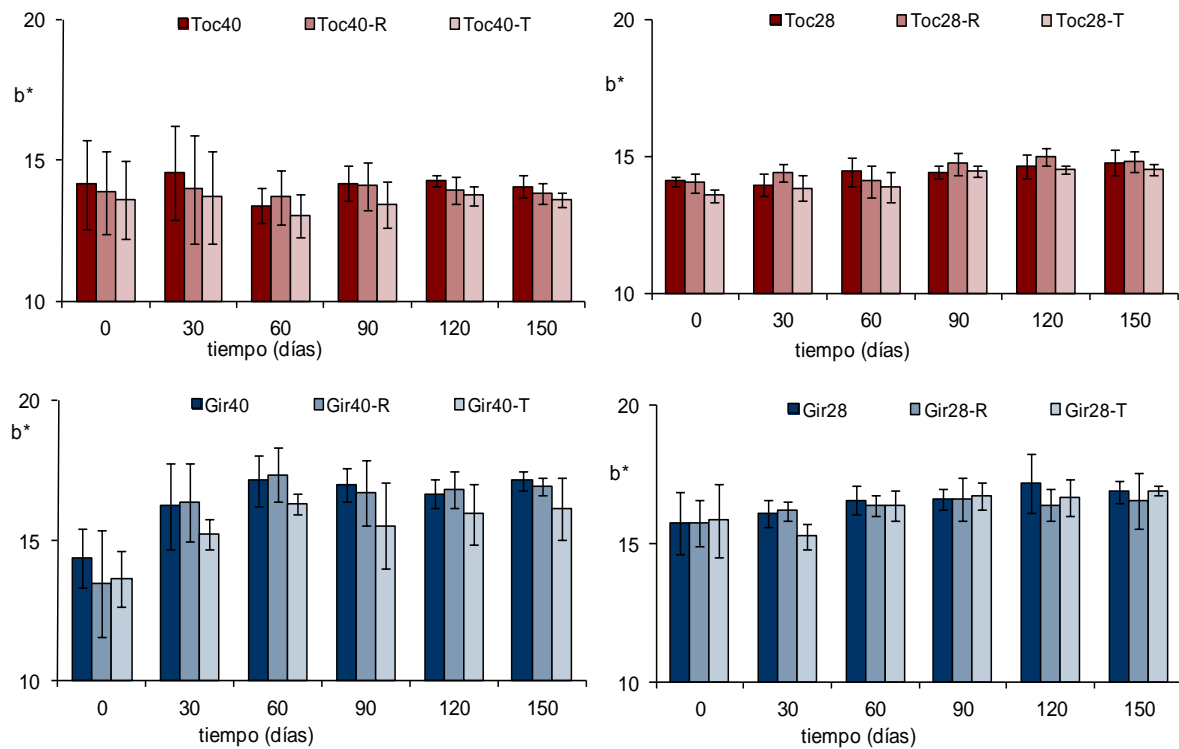 20
Toc40 Toc40-R Toc40-T
b*
15
10
0 30 60 90 120 150
tiempo (días)
20
Toc28 Toc28-R Toc28-T
b*
15
10
0 30 60 90 120 150
tiempo (días)
20
Gir40 Gir40-R Gir40-T
b*
15
10
0 30 60 90 120 150
tiempo (días)
20
Gir28 Gir28-R Gir28-T
b*
15
10
0 30 60 90 120 150
tiempo (días)